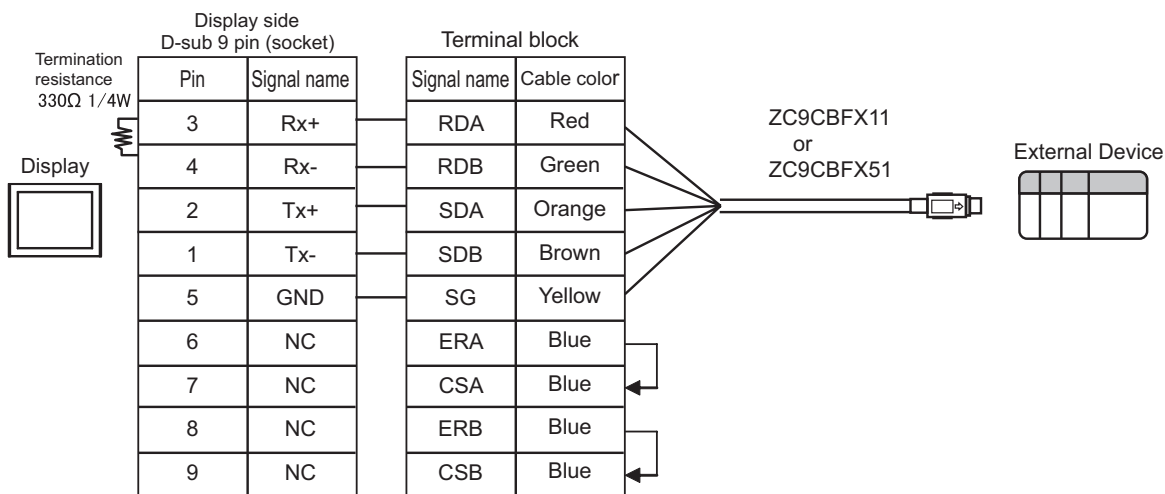 Display side
D-sub 9 pin (socket)
Terminal block
Termination
resistance
330Ω 1/4W
Pin Signal name Signal name Cable color
3 Rx+ RDA Red
4 Rx- RDB Green
2 Tx+ SDA Orange
1 Tx- SDB Brown
5 GND SG Yellow
6 NC ERA Blue
7 NC CSA Blue
8 NC ERB Blue
9 NC CSB Blue
Display
ZC9CBFX11
or
ZC9CBFX51
External Device